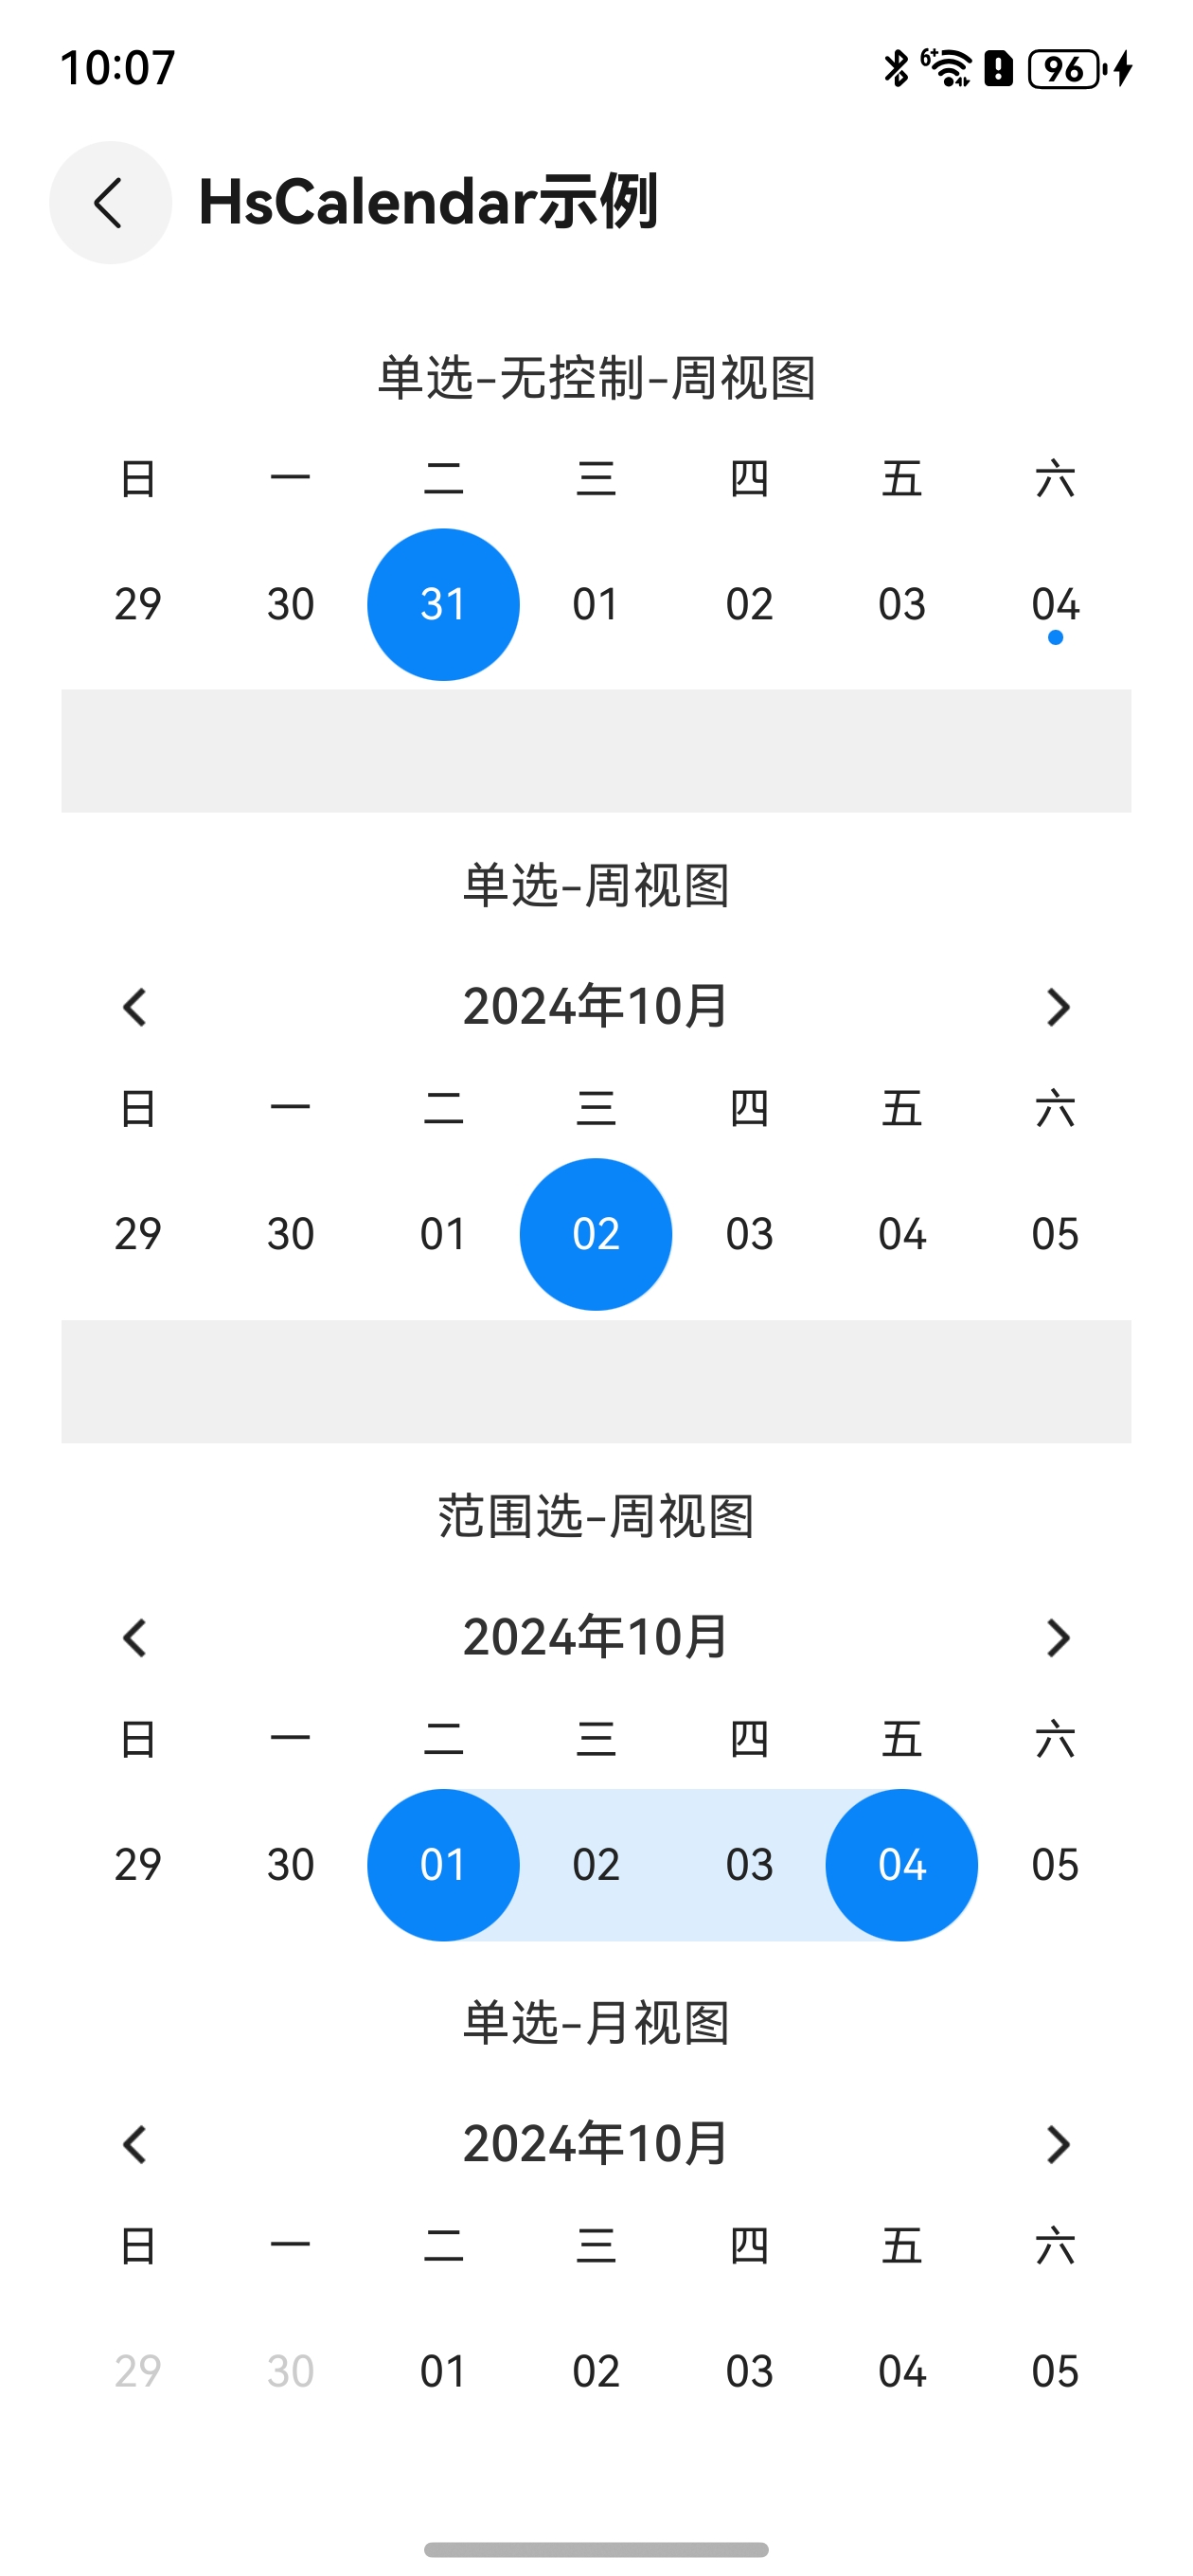 10:07 6+ 96
HsCalendar示例
单选-无控制-周视图
日 一 二 三 四 五 六
29 30 31 01 02 03 04
单选-周视图
2024年10月
日 一 二 三 四 五 六
29 30 01 02 03 04 05
范围选-周视图
2024年10月
日 一 二 三 四 五 六
29 30 01 02 03 04 05
单选-月视图
2024年10月
日 一 二 三 四 五 六
29 30 01 02 03 04 05